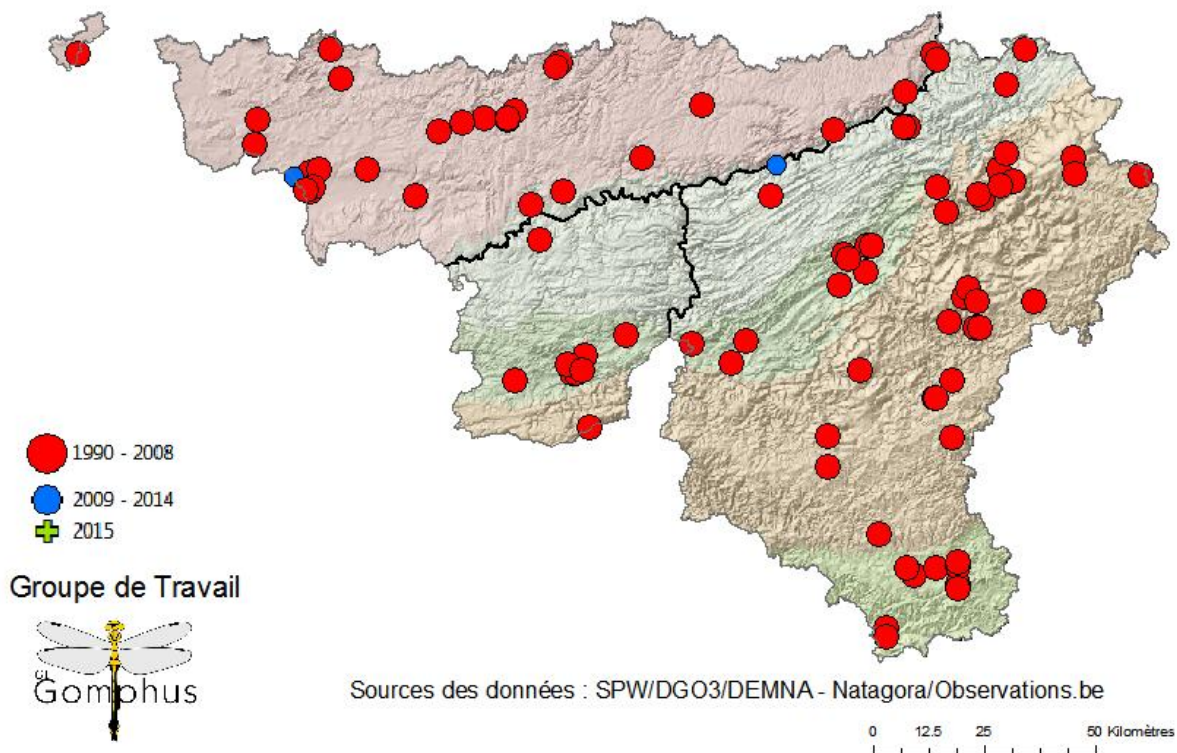 1990 - 2008
2009 - 2014
2015
Groupe de Travail
Gomphus
Sources des données : SPW/DGO3/DEMNA - Natagora/Observations.be
0 12.5 25 50 Kilomètres